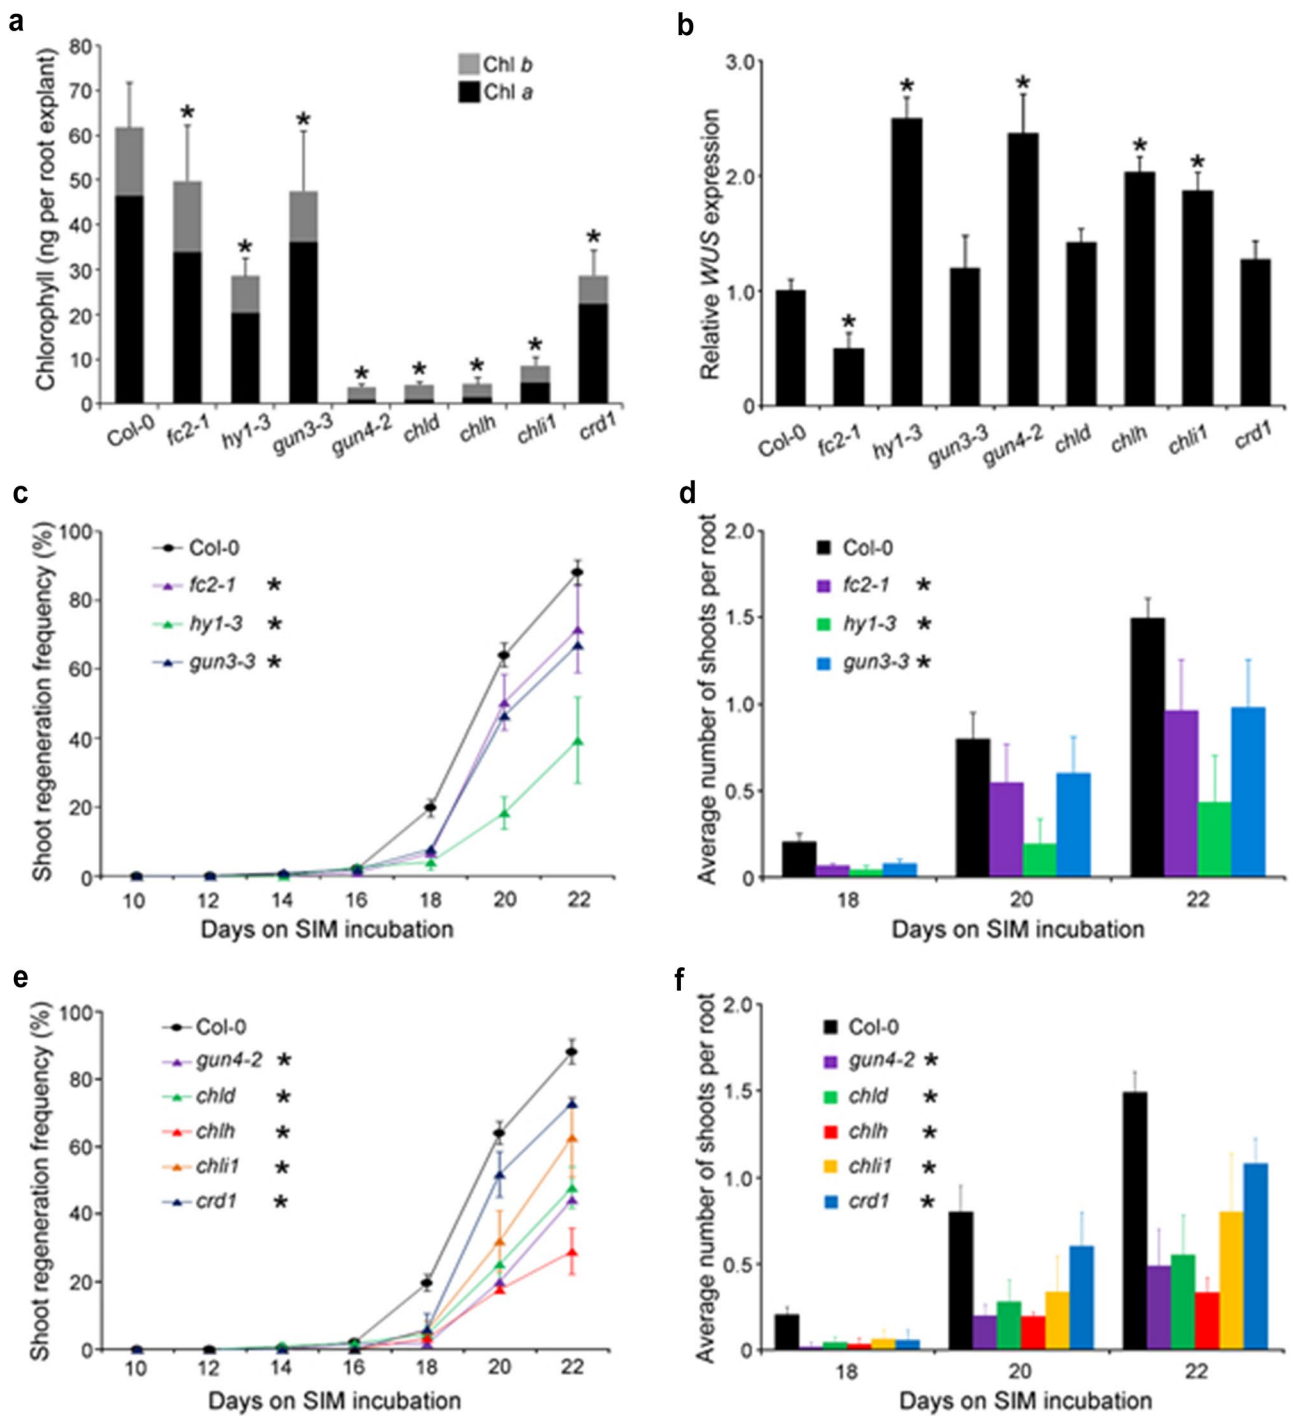 a
Chlorophyll (ng per root explant)
80
70
60
50
40
30
20
10
0
Chl b
Chl a
*
*
*
*
*
*
*
*
Col-0 fc2-1 hy1-3 gun3-3 gun4-2 chld chlh chli1 crd1
b
Relative WUS expression
3.0
2.0
1.0
0
*
*
*
*
*
Col-0 fc2-1 hy1-3 gun3-3 gun4-2 chld chlh chli1 crd1
c
Shoot regeneration frequency (%)
100
80
60
40
20
0
Col-0
fc2-1 *
hy1-3 *
gun3-3 *
10 12 14 16 18 20 22
Days on SIM incubation
d
Average number of shoots per root
2.0
1.5
1.0
0.5
0
Col-0
fc2-1 *
hy1-3 *
gun3-3 *
18 20 22
Days on SIM incubation
e
Shoot regeneration frequency (%)
100
80
60
40
20
0
Col-0
gun4-2 *
chld *
chlh *
chli1 *
crd1 *
10 12 14 16 18 20 22
Days on SIM incubation
f
Average number of shoots per root
2.0
1.5
1.0
0.5
0
Col-0
gun4-2 *
chld *
chlh *
chli1 *
crd1 *
18 20 22
Days on SIM incubation